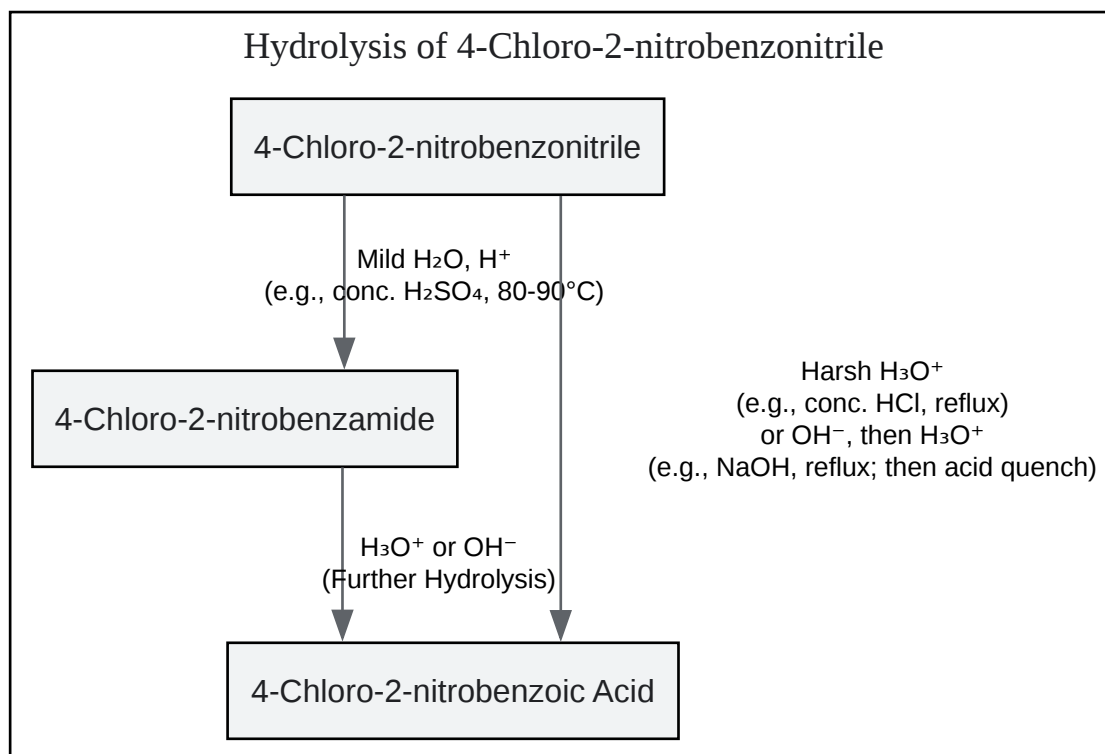 Hydrolysis of 4-Chloro-2-nitrobenzonitrile
4-Chloro-2-nitrobenzonitrile
Mild H₂O, H⁺
(e.g., conc. H₂SO₄, 80-90°C)
4-Chloro-2-nitrobenzamide
Harsh H₃O⁺
(e.g., conc. HCl, reflux)
or OH⁻, then H₃O⁺
(e.g., NaOH, reflux; then acid quench)
H₃O⁺ or OH⁻
(Further Hydrolysis)
4-Chloro-2-nitrobenzoic Acid